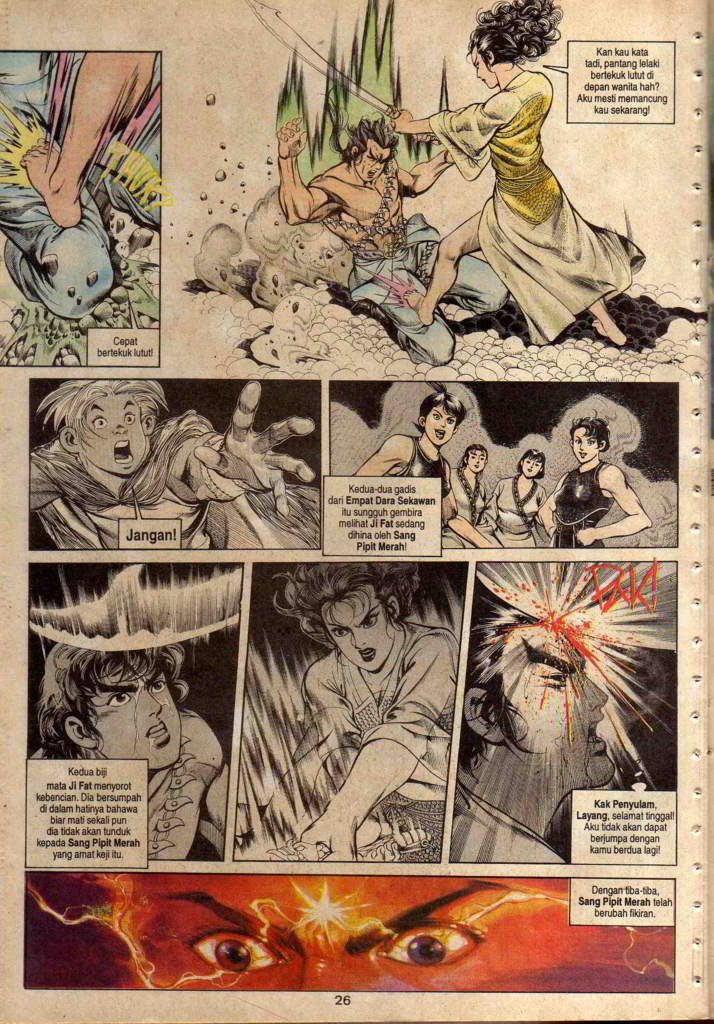 Kan kau kata
tadi, pantang lelaki
bertekuk lutut di
depan wanita hah?
Aku mesti memancung
kau sekarang!
Cepat
bertekuk lutut!
Jangan!
Kedua-dua gadis
dari Empat Dara Sekawan
itu sungguh gembira
melihat Ji Fat sedang
dihina oleh Sang
Pipit Merah!
Kedua biji
mata Ji Fat menyorot
kebencian. Dia bersumpah
di dalam hatinya bahawa
biar mati sekali pun
dia tidak akan tunduk
kepada Sang Pipit Merah
yang amat keji itu.
Kak Penyulam,
Layang, selamat tinggal!
Aku tidak akan dapat
berjumpa dengan
kamu berdua lagi!
Dengan tiba-tiba,
Sang Pipit Merah telah
berubah fikiran.
26